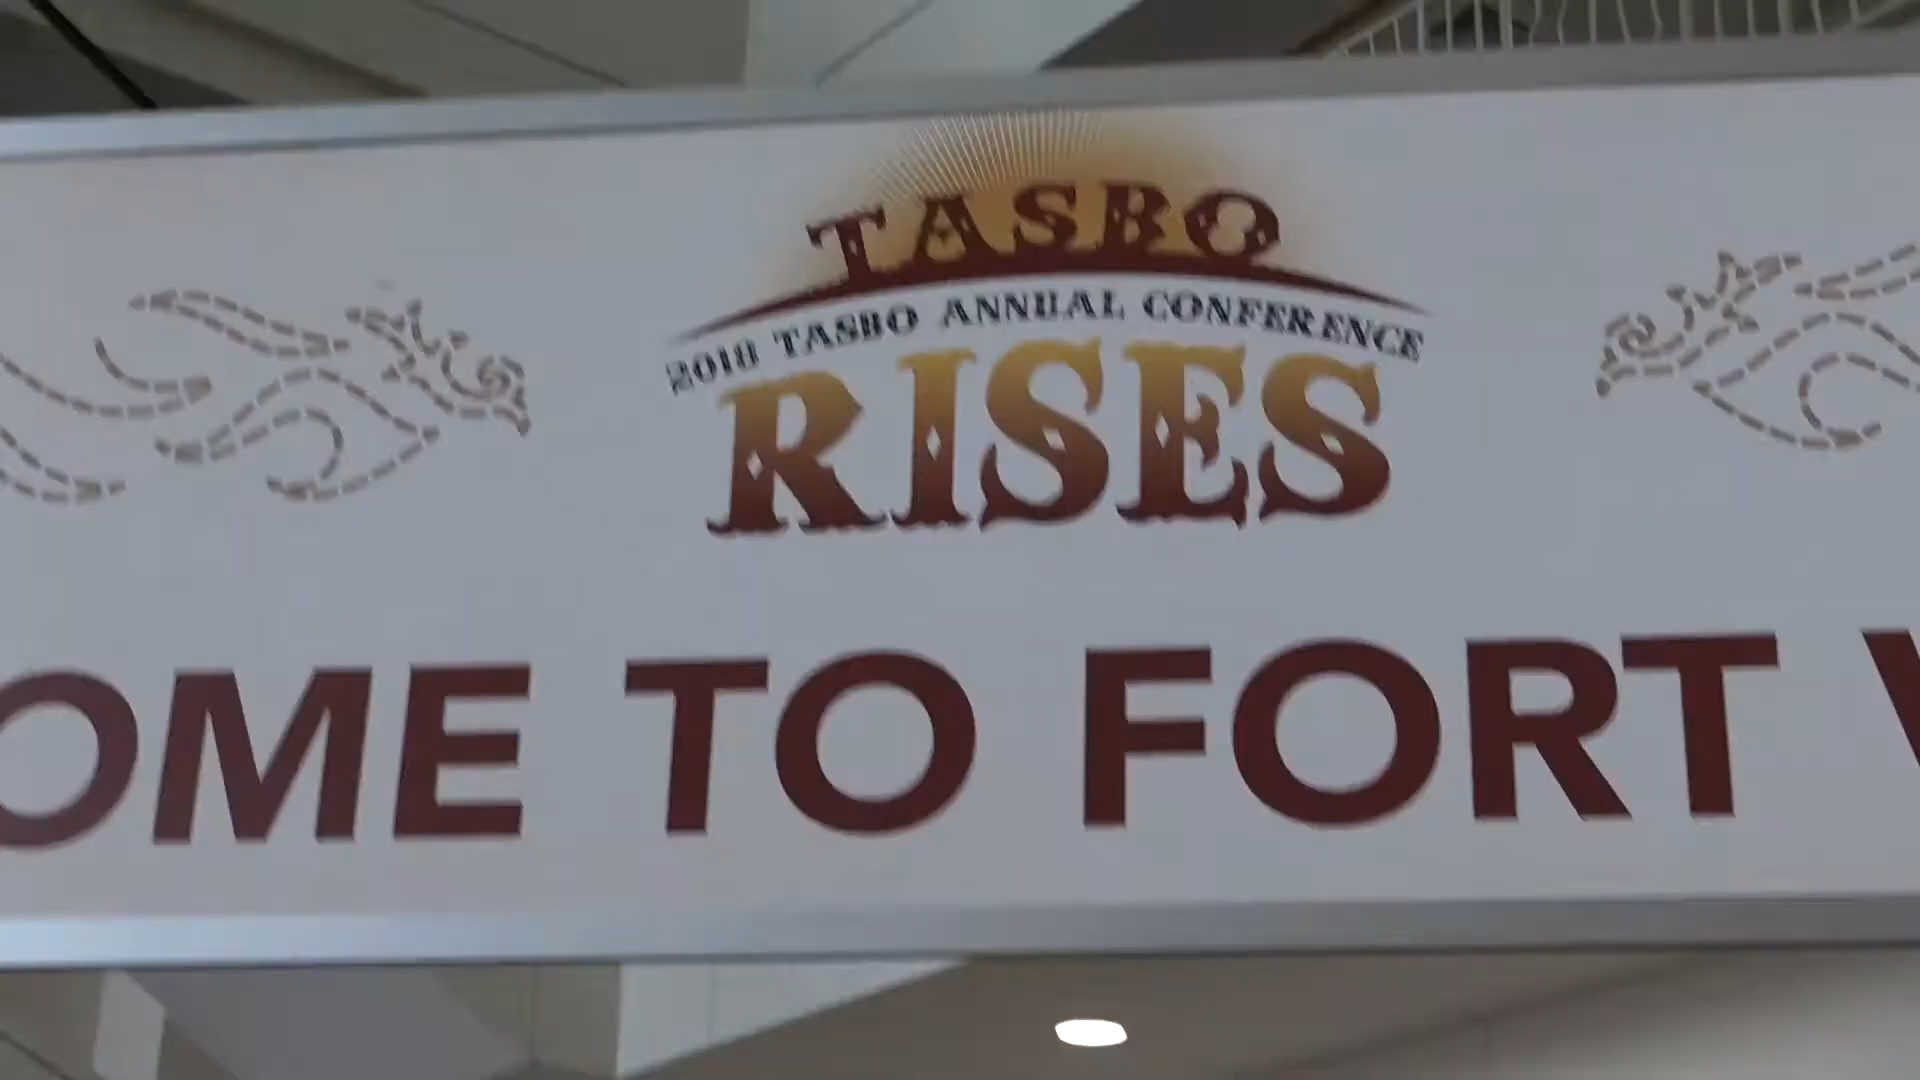 TASBO
2018 TASBO ANNUAL CONFERENCE
RISES
OME TO FORT